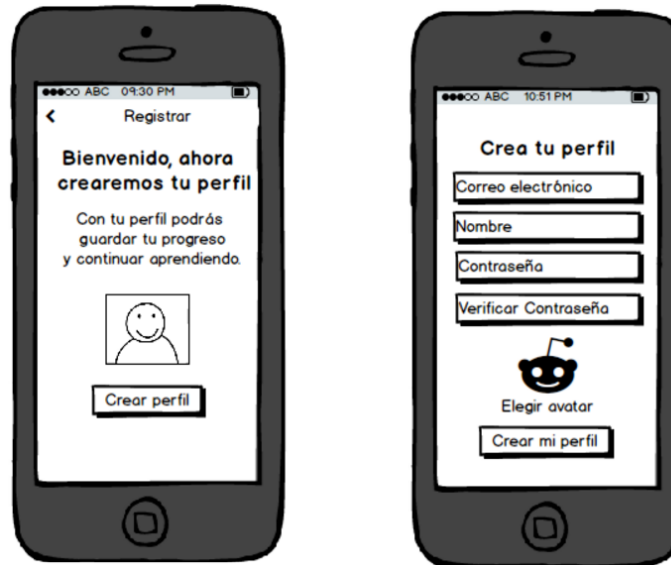 ABC 09:30 PM
Registrar
Bienvenido, ahora
crearemos tu perfil
Con tu perfil podrás
guardar tu progreso
y continuar aprendiendo.
Crear perfil
ABC 10:51 PM
Crea tu perfil
Correo electrónico
Nombre
Contraseña
Verificar Contraseña
Elegir avatar
Crear mi perfil